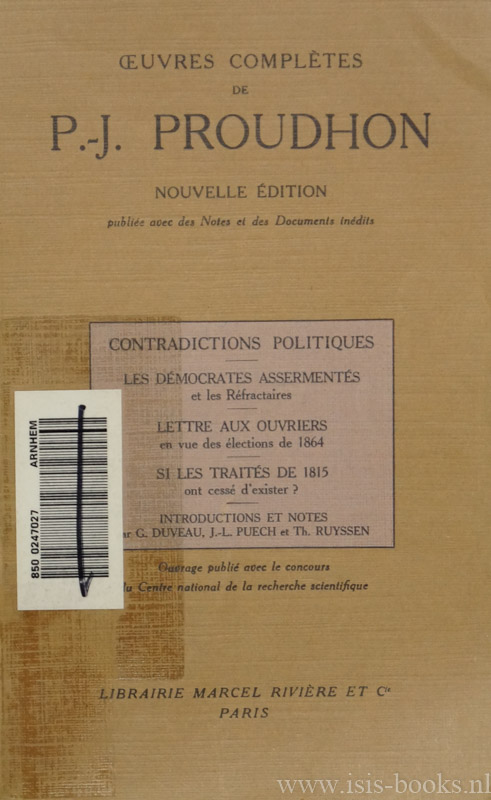 ŒUVRES COMPLÈTES
DE
P.-J. PROUDHON
NOUVELLE ÉDITION
publiée avec des Notes et des Documents inédits
CONTRADICTIONS POLITIQUES
LES DÉMOCRATES ASSERMENTÉS
et les Réfractaires
LETTRE AUX OUVRIERS
en vue des élections de 1864
SI LES TRAITÉS DE 1815
ont cessé d'exister ?
INTRODUCTIONS ET NOTES
ar G. DUVEAU, J.-L. PUECH et Th. RUYSSEN
Ouvrage publié avec le concours
du Centre national de la recherche scientifique
LIBRAIRIE MARCEL RIVIÈRE ET Cie
PARIS
ARNHEM
850 0247027
www.isis-books.nl